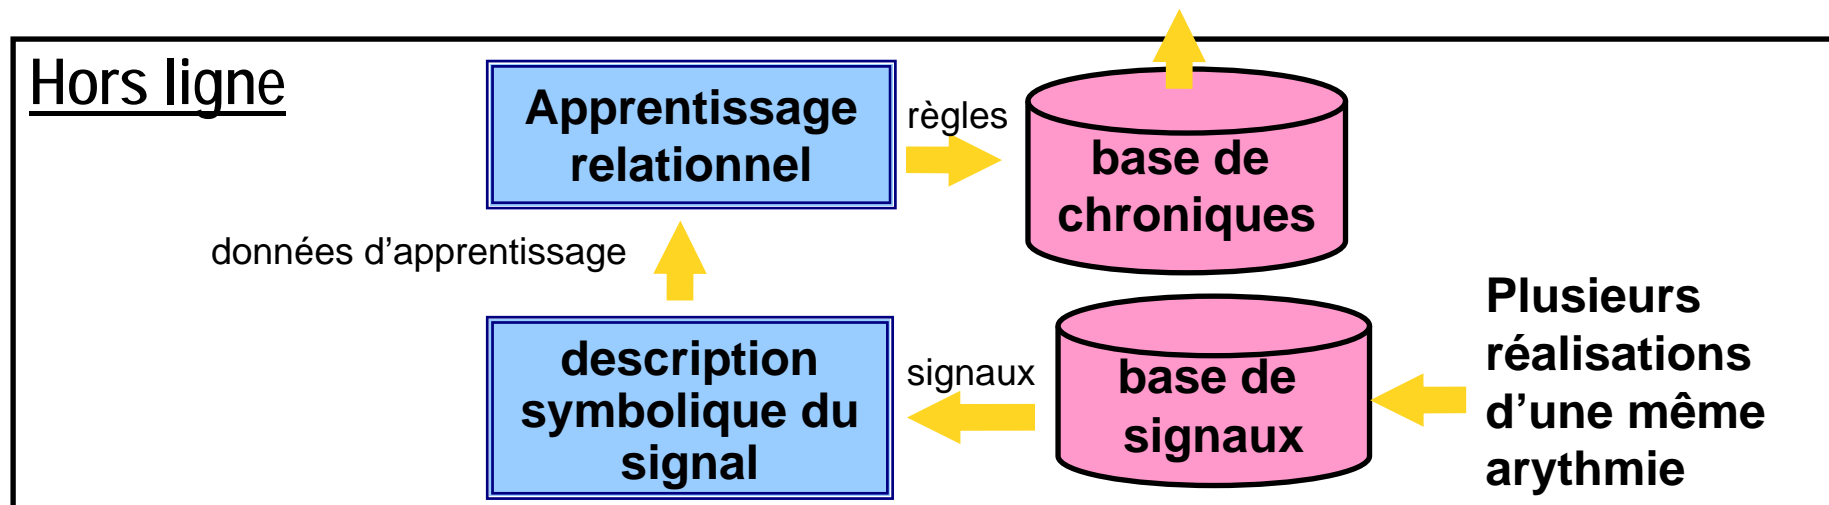 Hors ligne
Apprentissage
relationnel
règles
base de
chroniques
données d’apprentissage
description
symbolique du
signal
signaux
base de
signaux
Plusieurs
réalisations
d’une même
arythmie